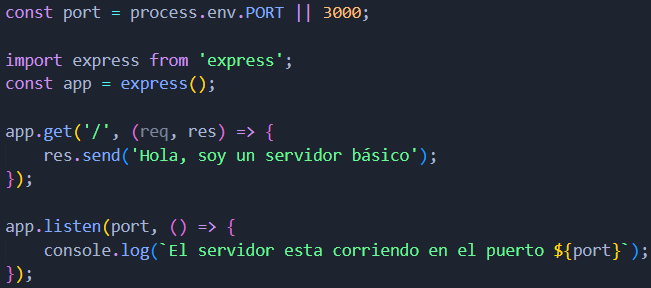 const port = process.env.PORT || 3000;
import express from 'express';
const app = express();
app.get('/', (req, res) => {
    res.send('Hola, soy un servidor básico');
});
app.listen(port, () => {
    console.log(`El servidor esta corriendo en el puerto ${port}`);
});